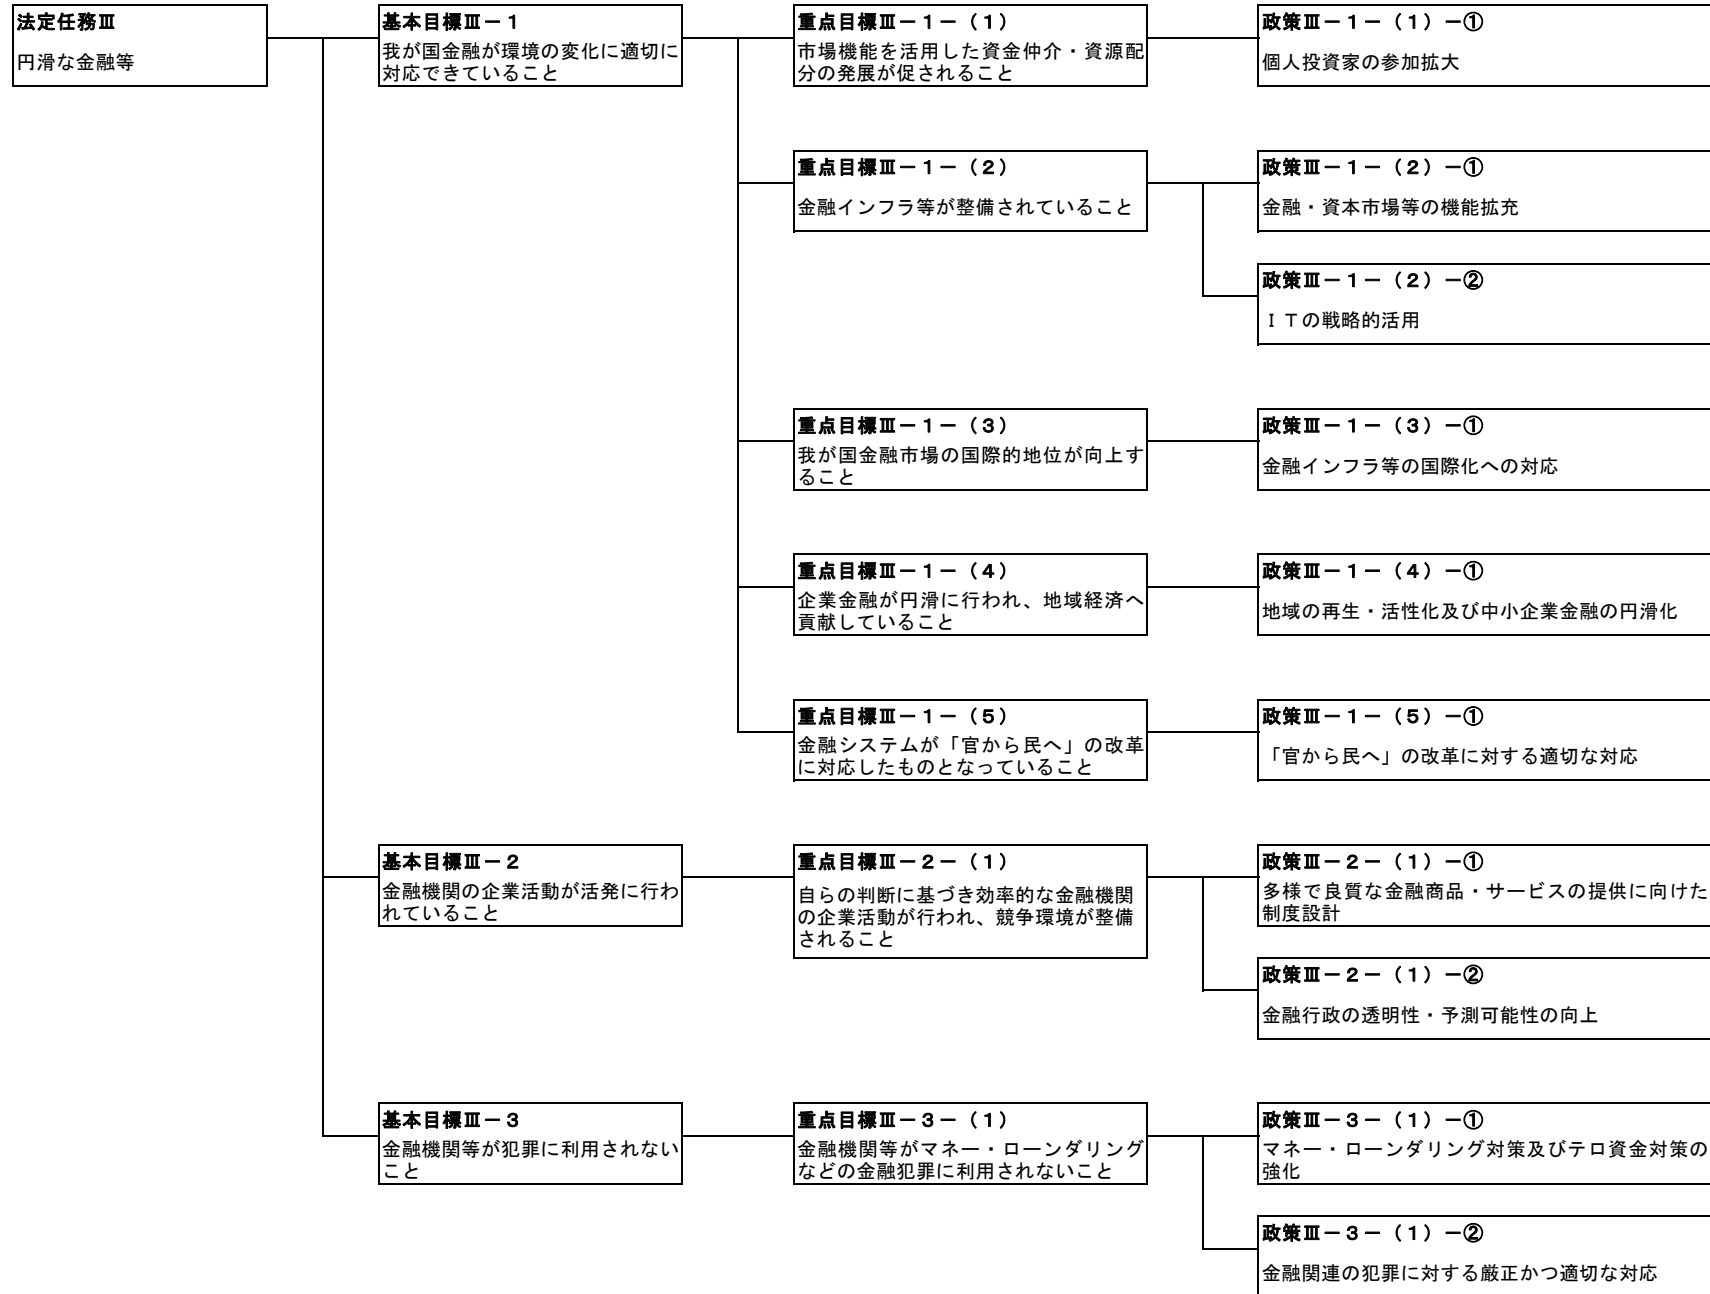 法定任務Ⅲ
円滑な金融等
基本目標Ⅲ－１
我が国金融が環境の変化に適切に
対応できていること
重点目標Ⅲ－１－（１）
市場機能を活用した資金仲介・資源配
分の発展が促されること
政策Ⅲ－１－（１）－①
個人投資家の参加拡大
重点目標Ⅲ－１－（２）
金融インフラ等が整備されていること
政策Ⅲ－１－（２）－①
金融・資本市場等の機能拡充
政策Ⅲ－１－（２）－②
ＩＴの戦略的活用
重点目標Ⅲ－１－（３）
我が国金融市場の国際的地位が向上す
ること
政策Ⅲ－１－（３）－①
金融インフラ等の国際化への対応
重点目標Ⅲ－１－（４）
企業金融が円滑に行われ、地域経済へ
貢献していること
政策Ⅲ－１－（４）－①
地域の再生・活性化及び中小企業金融の円滑化
重点目標Ⅲ－１－（５）
金融システムが「官から民へ」の改革
に対応したものとなっていること
政策Ⅲ－１－（５）－①
「官から民へ」の改革に対する適切な対応
基本目標Ⅲ－２
金融機関の企業活動が活発に行わ
れていること
重点目標Ⅲ－２－（１）
自らの判断に基づき効率的な金融機関
の企業活動が行われ、競争環境が整備
されること
政策Ⅲ－２－（１）－①
多様で良質な金融商品・サービスの提供に向けた
制度設計
政策Ⅲ－２－（１）－②
金融行政の透明性・予測可能性の向上
基本目標Ⅲ－３
金融機関等が犯罪に利用されない
こと
重点目標Ⅲ－３－（１）
金融機関等がマネー・ローンダリング
などの金融犯罪に利用されないこと
政策Ⅲ－３－（１）－①
マネー・ローンダリング対策及びテロ資金対策の
強化
政策Ⅲ－３－（１）－②
金融関連の犯罪に対する厳正かつ適切な対応